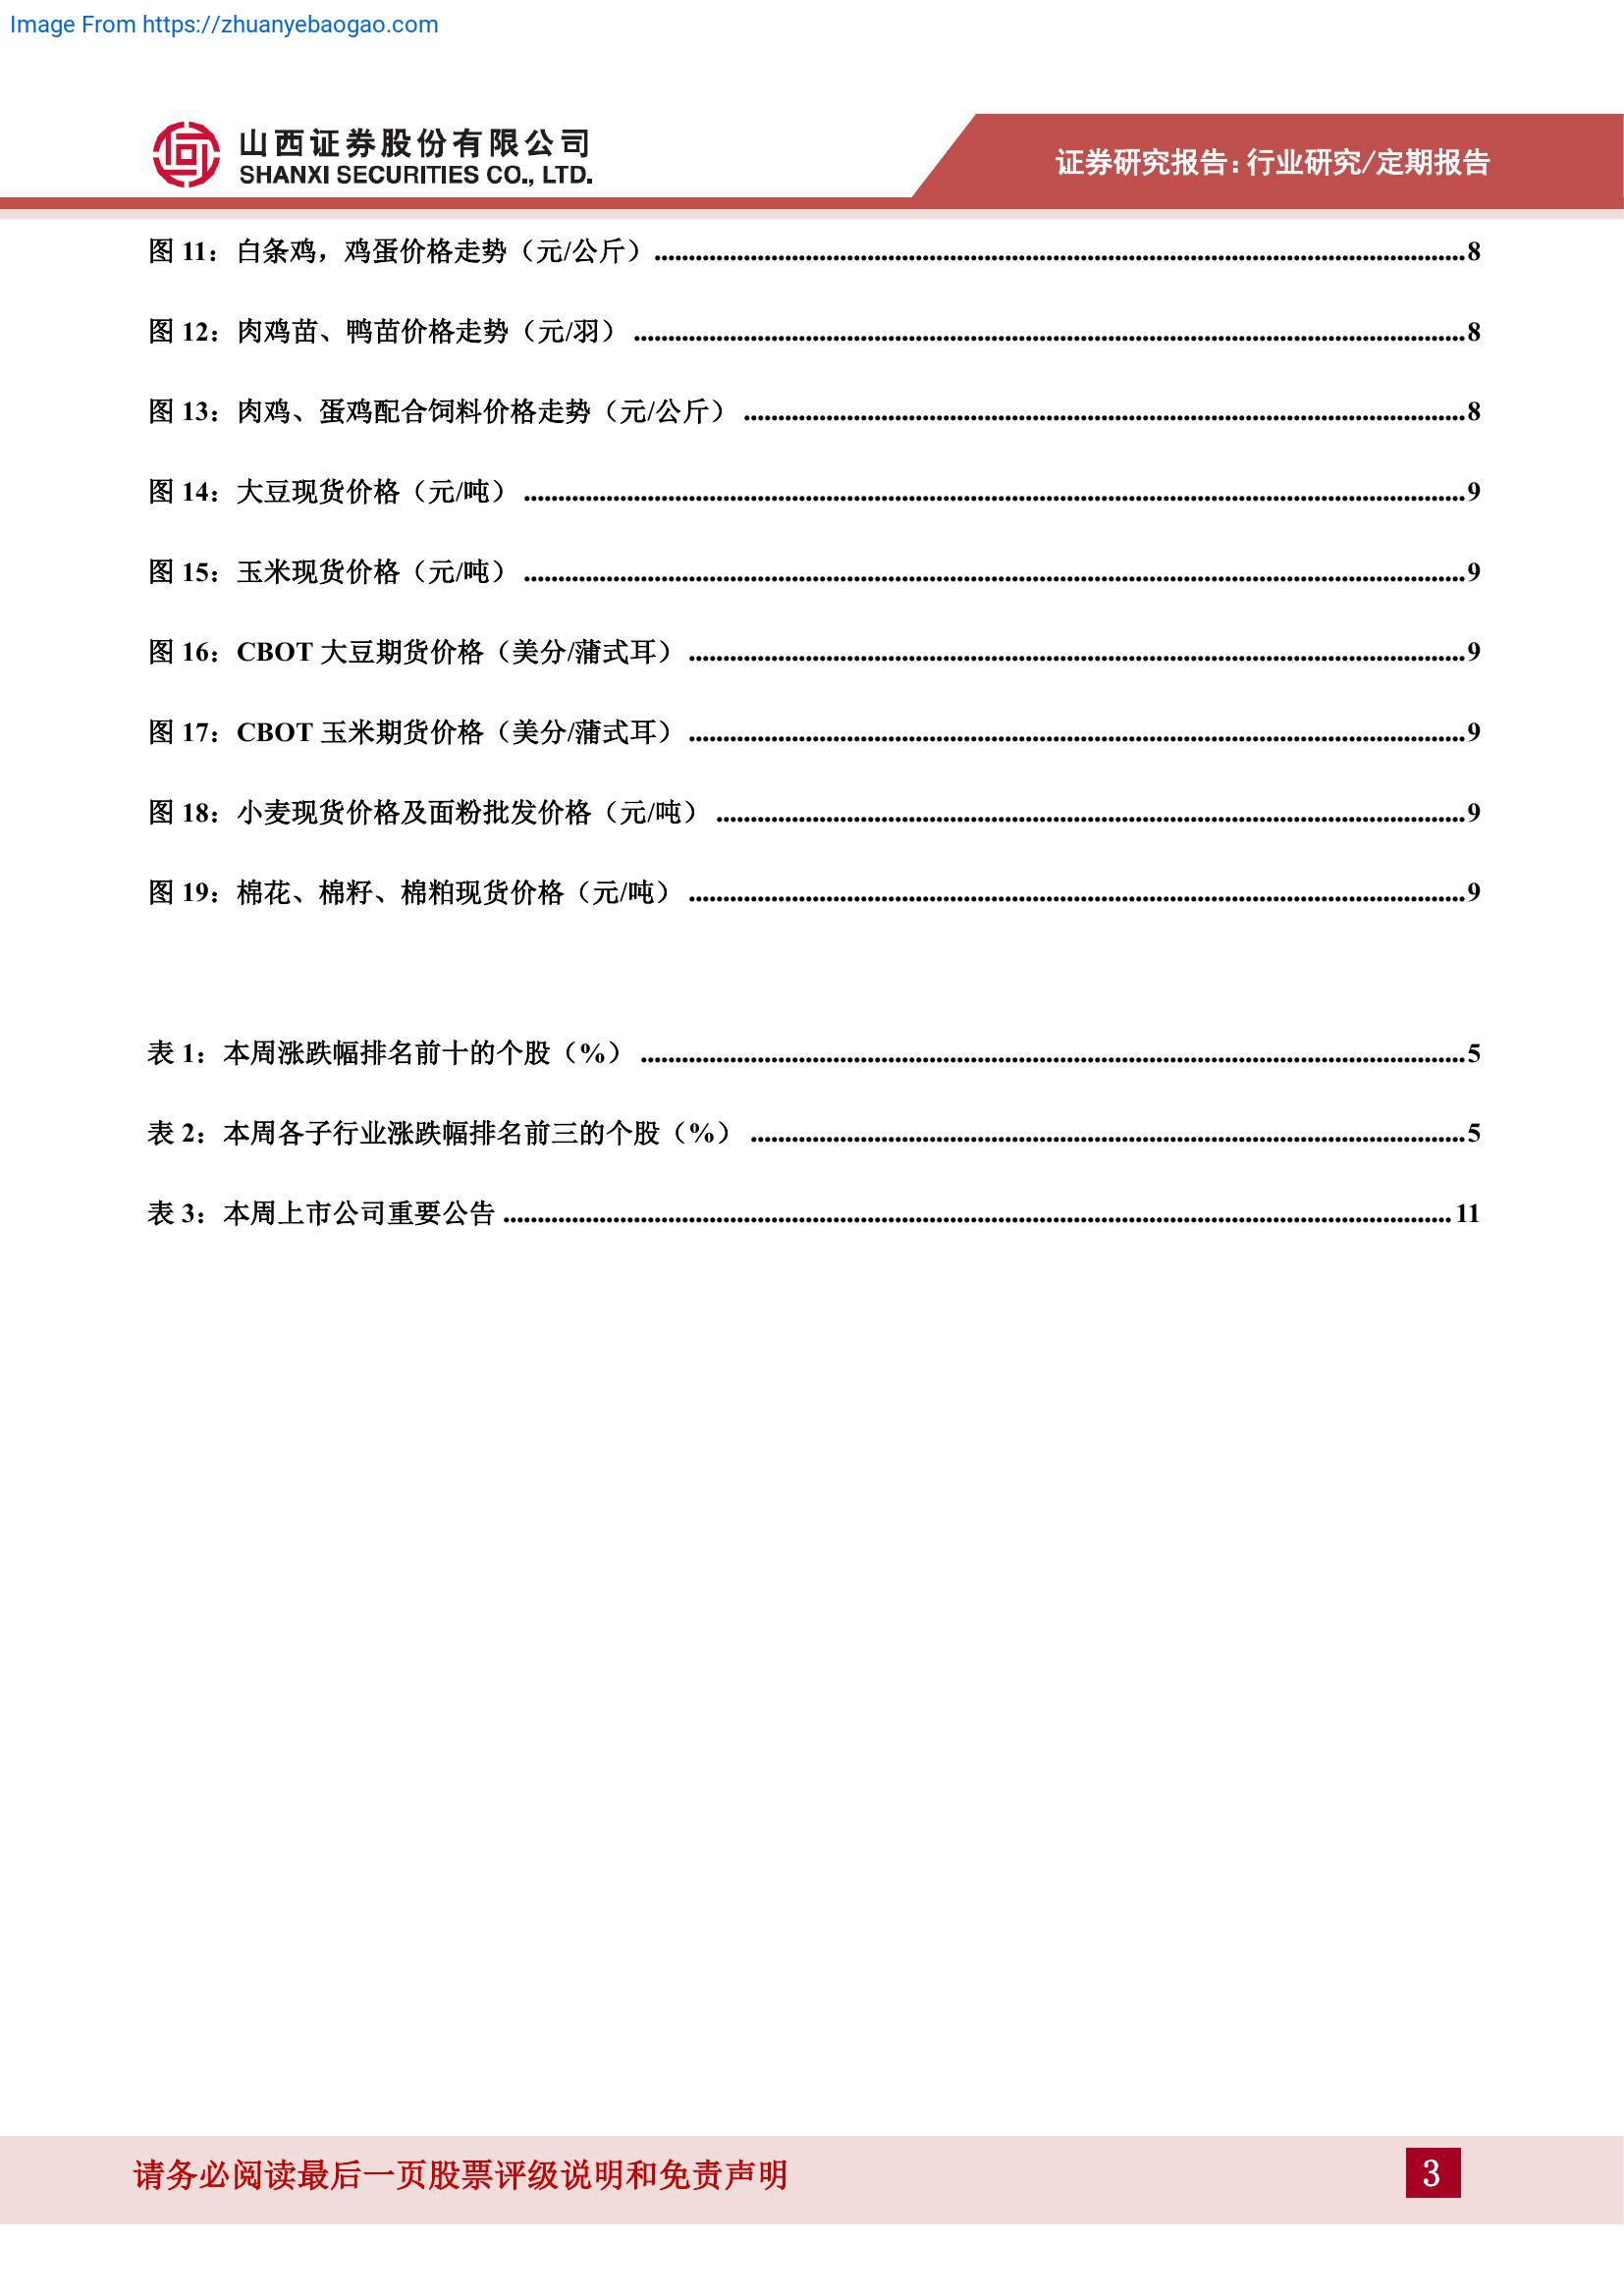 Image From https://zhuanyebaogao.com
山西证券股份有限公司
SHANXI SECURITIES CO., LTD.
证券研究报告：行业研究/定期报告
图 11：白条鸡，鸡蛋价格走势（元/公斤）........................................8
图 12：肉鸡苗、鸭苗价格走势（元/羽）........................................8
图 13：肉鸡、蛋鸡配合饲料价格走势（元/公斤）........................................8
图 14：大豆现货价格（元/吨）........................................9
图 15：玉米现货价格（元/吨）........................................9
图 16：CBOT 大豆期货价格（美分/蒲式耳）........................................9
图 17：CBOT 玉米期货价格（美分/蒲式耳）........................................9
图 18：小麦现货价格及面粉批发价格（元/吨）........................................9
图 19：棉花、棉籽、棉粕现货价格（元/吨）........................................9
表 1：本周涨跌幅排名前十的个股（%）........................................5
表 2：本周各子行业涨跌幅排名前三的个股（%）........................................5
表 3：本周上市公司重要公告........................................11
请务必阅读最后一页股票评级说明和免责声明
3